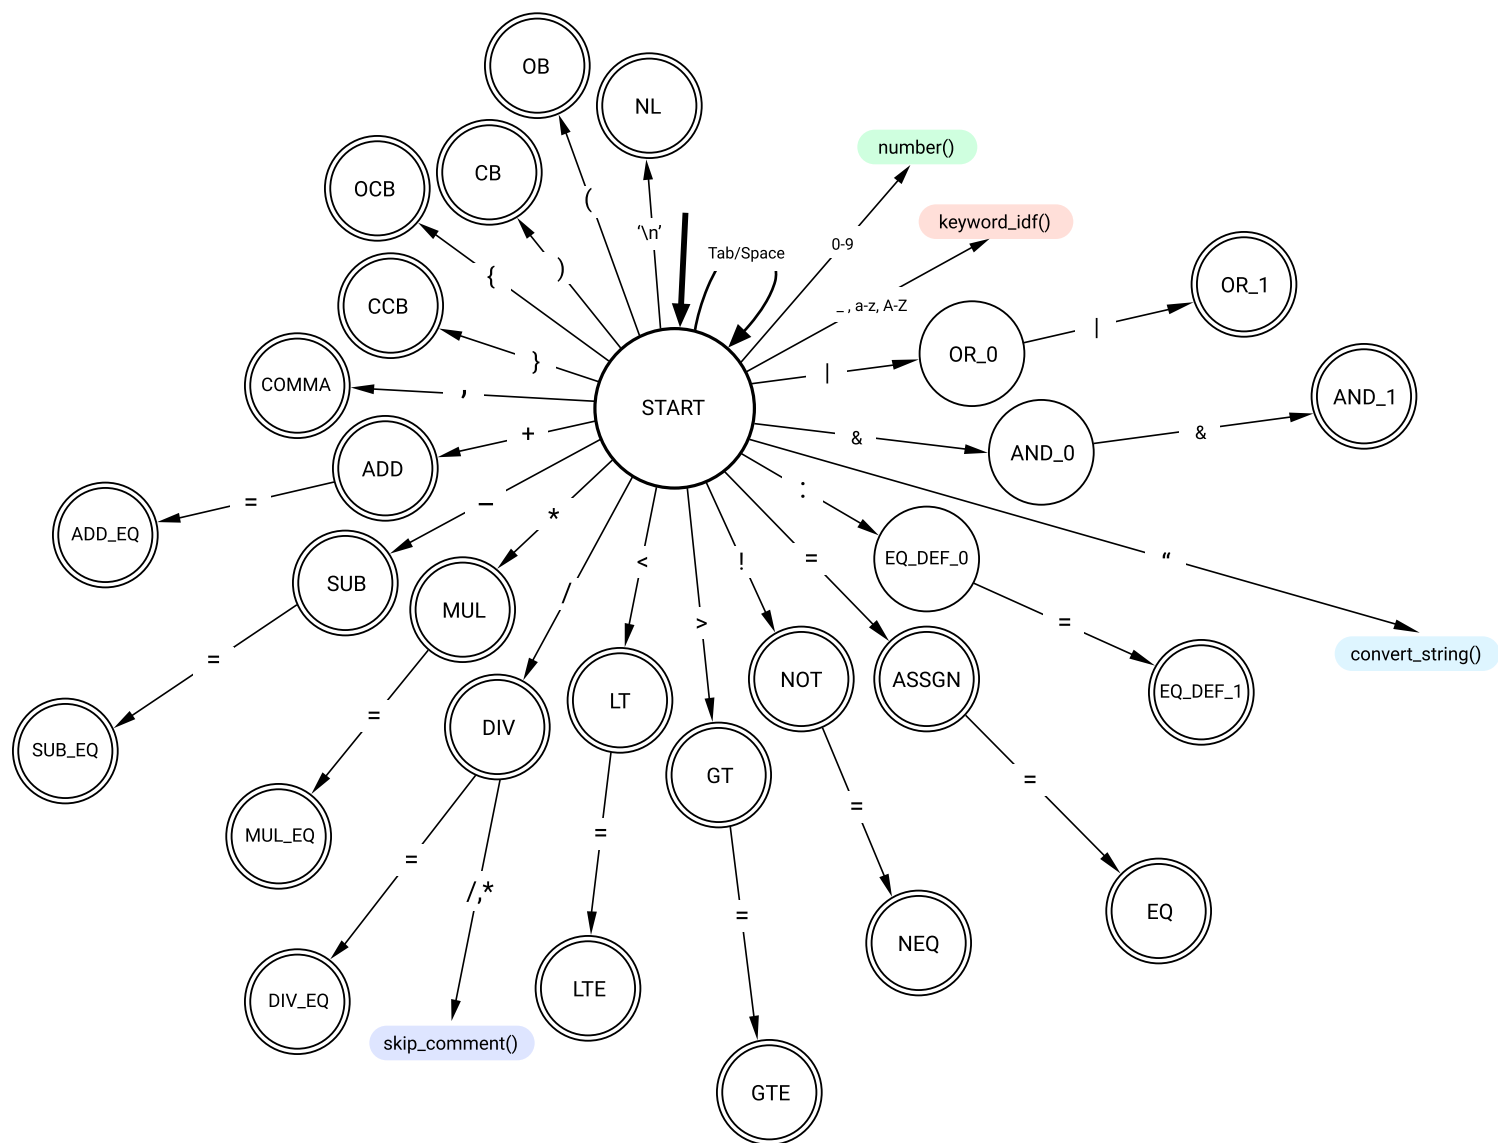 OB
NL
number()
CB
OCB
(
keyword_idf()
‘\n’
0-9
Tab/Space
)
{
OR_1
CCB
_ , a-z, A-Z
|
OR_0
}
|
COMMA
,
START
AND_1
+
&
&
ADD
AND_0
=
–
:
ADD_EQ
*
SUB
/
<
!
=
EQ_DEF_0
“
MUL
>
=
convert_string()
=
NOT
ASSGN
EQ_DEF_1
LT
=
DIV
SUB_EQ
GT
=
=
=
MUL_EQ
=
/,*
=
EQ
NEQ
DIV_EQ
LTE
skip_comment()
GTE